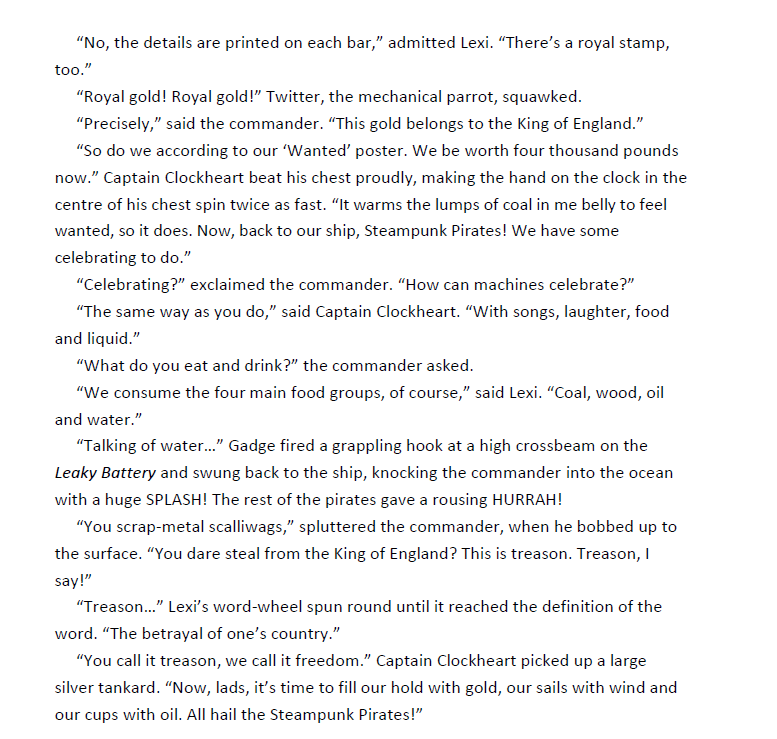 “No, the details are printed on each bar,” admitted Lexi. “There’s a royal stamp,
too.”
“Royal gold! Royal gold!” Twitter, the mechanical parrot, squawked.
“Precisely,” said the commander. “This gold belongs to the King of England.”
“So do we according to our ‘Wanted’ poster. We be worth four thousand pounds
now.” Captain Clockheart beat his chest proudly, making the hand on the clock in the
centre of his chest spin twice as fast. “It warms the lumps of coal in me belly to feel
wanted, so it does. Now, back to our ship, Steampunk Pirates! We have some
celebrating to do.”
“Celebrating?” exclaimed the commander. “How can machines celebrate?”
“The same way as you do,” said Captain Clockheart. “With songs, laughter, food
and liquid.”
“What do you eat and drink?” the commander asked.
“We consume the four main food groups, of course,” said Lexi. “Coal, wood, oil
and water.”
“Talking of water…” Gadge fired a grappling hook at a high crossbeam on the
Leaky Battery and swung back to the ship, knocking the commander into the ocean
with a huge SPLASH! The rest of the pirates gave a rousing HURRAH!
“You scrap-metal scalliwags,” spluttered the commander, when he bobbed up to
the surface. “You dare steal from the King of England? This is treason. Treason, I
say!”
“Treason…” Lexi’s word-wheel spun round until it reached the definition of the
word. “The betrayal of one’s country.”
“You call it treason, we call it freedom.” Captain Clockheart picked up a large
silver tankard. “Now, lads, it’s time to fill our hold with gold, our sails with wind and
our cups with oil. All hail the Steampunk Pirates!”